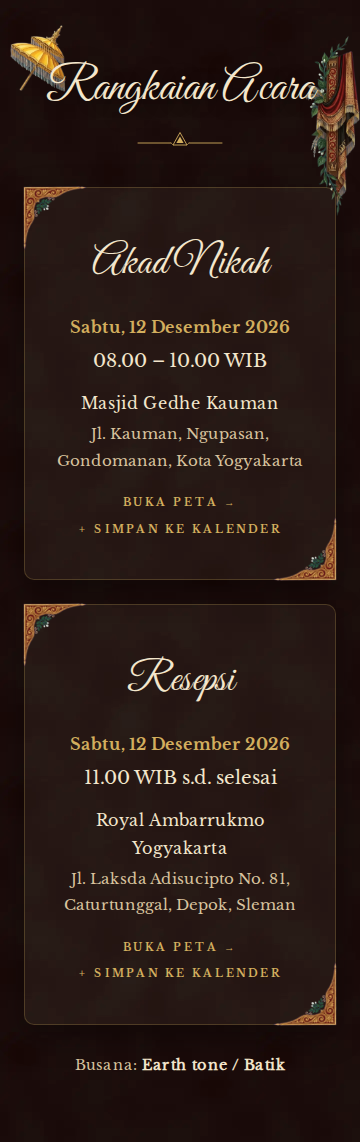 Rangkaian Acara
Akad Nikah
Sabtu, 12 Desember 2026
08.00 – 10.00 WIB
Masjid Gedhe Kauman
Jl. Kauman, Ngupasan,
Gondomanan, Kota Yogyakarta
BUKA PETA →
+ SIMPAN KE KALENDER
Resepsi
Sabtu, 12 Desember 2026
11.00 WIB s.d. selesai
Royal Ambarrukmo
Yogyakarta
Jl. Laksda Adisucipto No. 81,
Caturtunggal, Depok, Sleman
BUKA PETA →
+ SIMPAN KE KALENDER
Busana: Earth tone / Batik